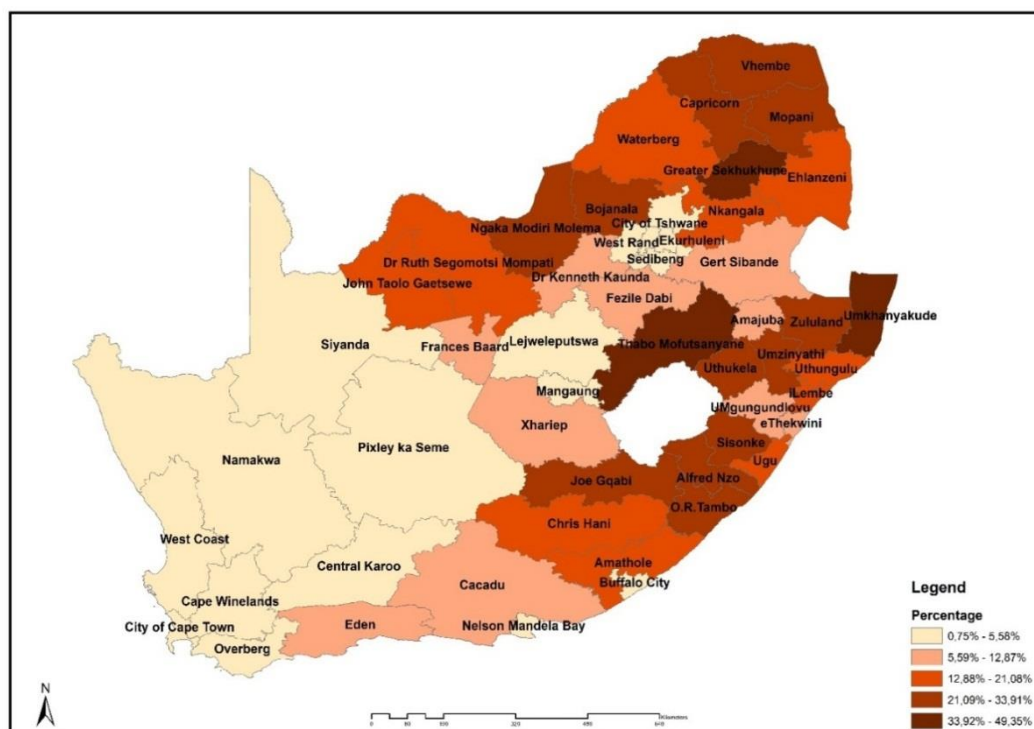 Vhembe
Capricorn
Mopani
Waterberg
Greater Sekhukhune
Ehlanzeni
Bojanala
Nkangala
City of Tshwane
Ngaka Modiri Molema
West Rand
Ekurhuleni
Sedibeng
Gert Sibande
Dr Ruth Segomotsi Mompati
Dr Kenneth Kaunda
John Taolo Gaetsewe
Fezile Dabi
Umkhanyakude
Amajuba
Zululand
Siyanda
Lejweleputswa
Thabo Mofutsanyane
Frances Baard
Umzinyathi
Uthukela
Uthungulu
Mangaung
iLembe
UMgungundlovu
Xhariep
eThekwini
Pixley ka Seme
Sisonke
Namakwa
Ugu
Joe Gqabi
Alfred Nzo
O.R.Tambo
Chris Hani
West Coast
Central Karoo
Amathole
Buffalo City
Cacadu
Cape Winelands
City of Cape Town
Eden
Nelson Mandela Bay
Overberg
Legend
Percentage
0,75% - 5,58%
5,59% - 12,87%
12,88% - 21,08%
21,09% - 33,91%
33,92% - 49,35%
N
Kilometers